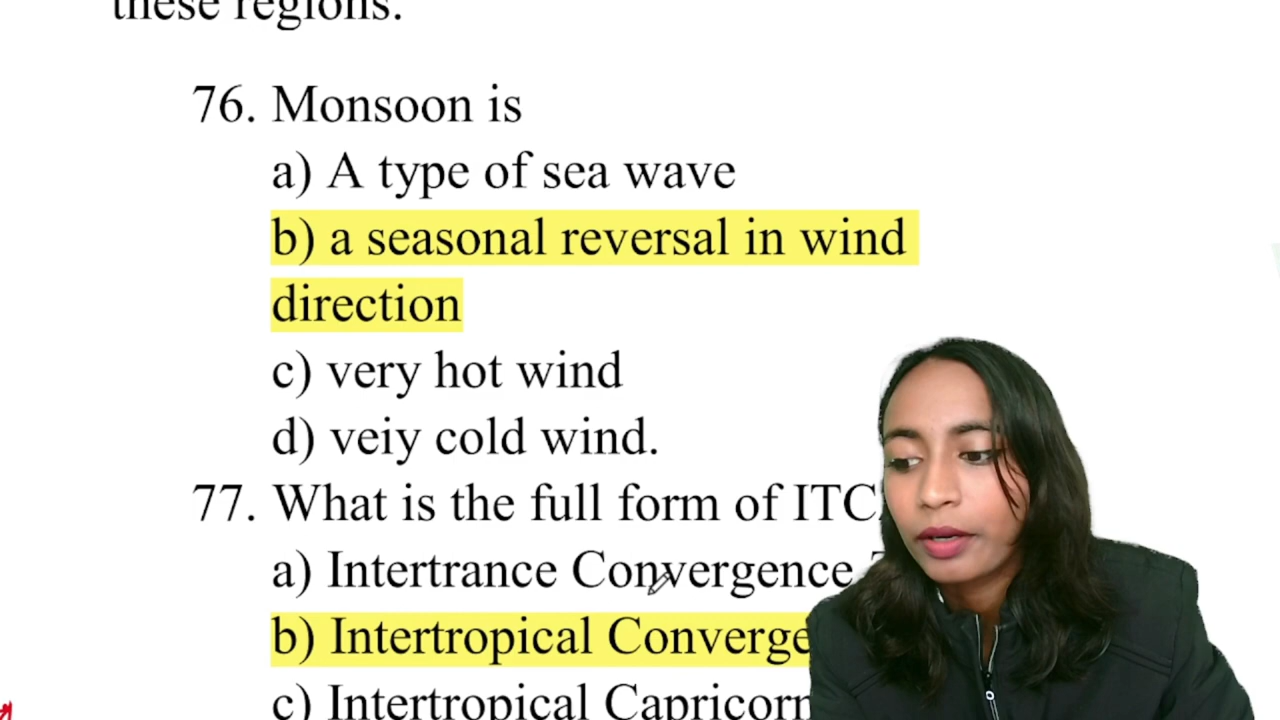 these regions.
76. Monsoon is
a) A type of sea wave
b) a seasonal reversal in wind
direction
c) very hot wind
d) veiy cold wind.
77. What is the full form of ITC
a) Intertrance Convergence
b) Intertropical Converge
c) Intertropical Capricorn